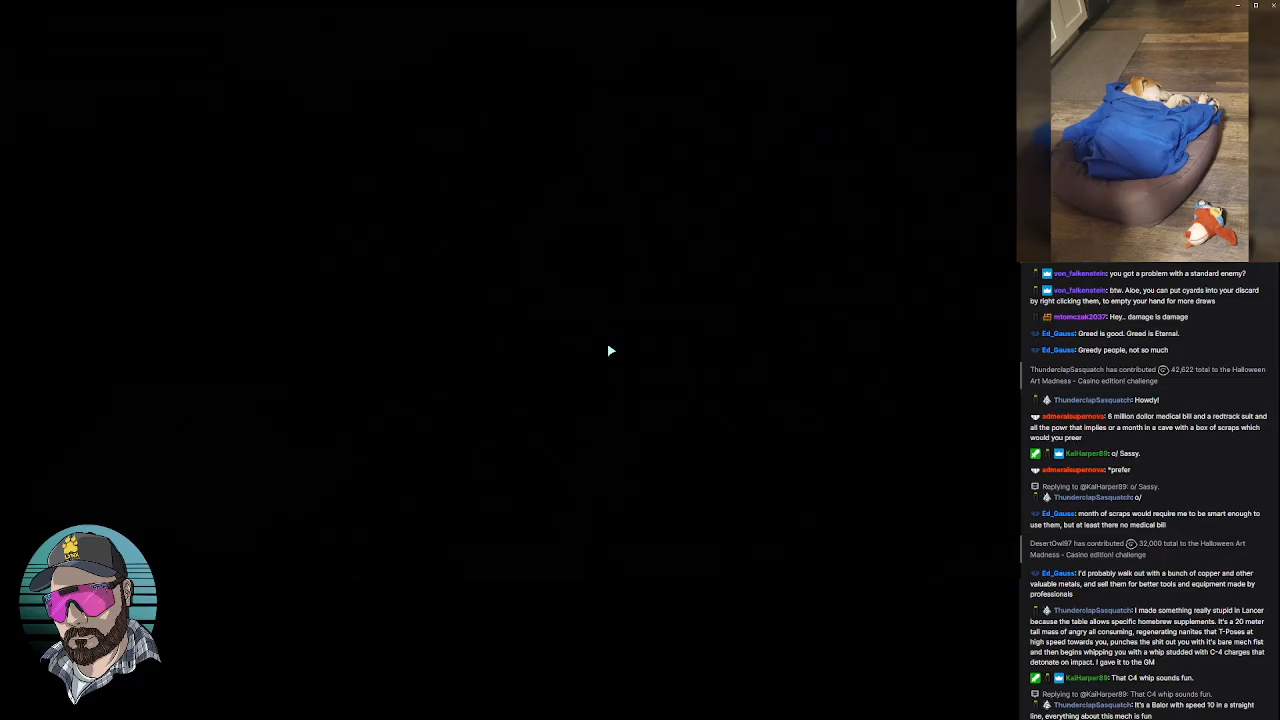 von_falkenstein: you got a problem with a standard enemy?
von_falkenstein: btw. Aloe, you can put cyards into your discard
by right clicking them, to empty your hand for more draws
mtomczak2037: Hey.. damage is damage
Ed_Gauss: Greed is good. Greed is Eternal.
Ed_Gauss: Greedy people, not so much
ThunderclapSasquatch has contributed 42,622 total to the Halloween
Art Madness - Casino edition! challenge
ThunderclapSasquatch: Howdy!
admeralsupernova: 6 million dollor medical bill and a redtrack suit and
all the powr that implies or a month in a cave with a box of scraps which
would you preer
KaiHarper89: o/ Sassy.
admeralsupernova: *prefer
Replying to @KaiHarper89: o/ Sassy.
ThunderclapSasquatch: o/
Ed_Gauss: month of scraps would require me to be smart enough to
use them, but at least there no medical bill
DesertOwl97 has contributed 32,000 total to the Halloween Art
Madness - Casino edition! challenge
Ed_Gauss: I'd probably walk out with a bunch of copper and other
valuable metals, and sell them for better tools and equipment made by
professionals
ThunderclapSasquatch: I made something really stupid in Lancer
because the table allows specific homebrew supplements. It's a 20 meter
tall mass of angry all consuming, regenerating nanites that T-Poses at
high speed towards you, punches the shit out you with it's bare mech fist
and then begins whipping you with a whip studded with C-4 charges that
detonate on impact. I gave it to the GM
KaiHarper89: That C4 whip sounds fun.
Replying to @KaiHarper89: That C4 whip sounds fun.
ThunderclapSasquatch: It's a Balor with speed 10 in a straight
line, everything about this mech is fun
LYNX